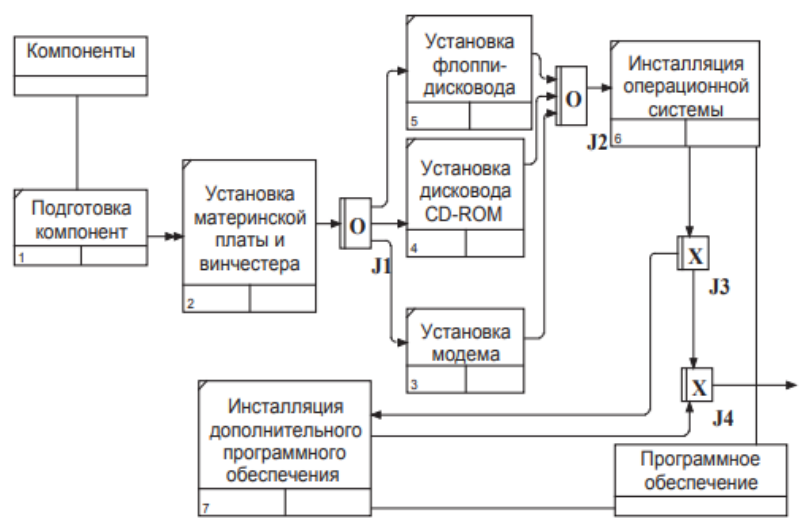 Компоненты
Подготовка
компонент
1
Установка
материнской
платы и
винчестера
2
O
J1
Установка
флоппи-
дисковода
5
Установка
дисковода
CD-ROM
4
Установка
модема
3
O
J2
Инсталляция
операционной
системы
6
X
J3
X
J4
Инсталляция
дополнительного
программного
обеспечения
7
Программное
обеспечение